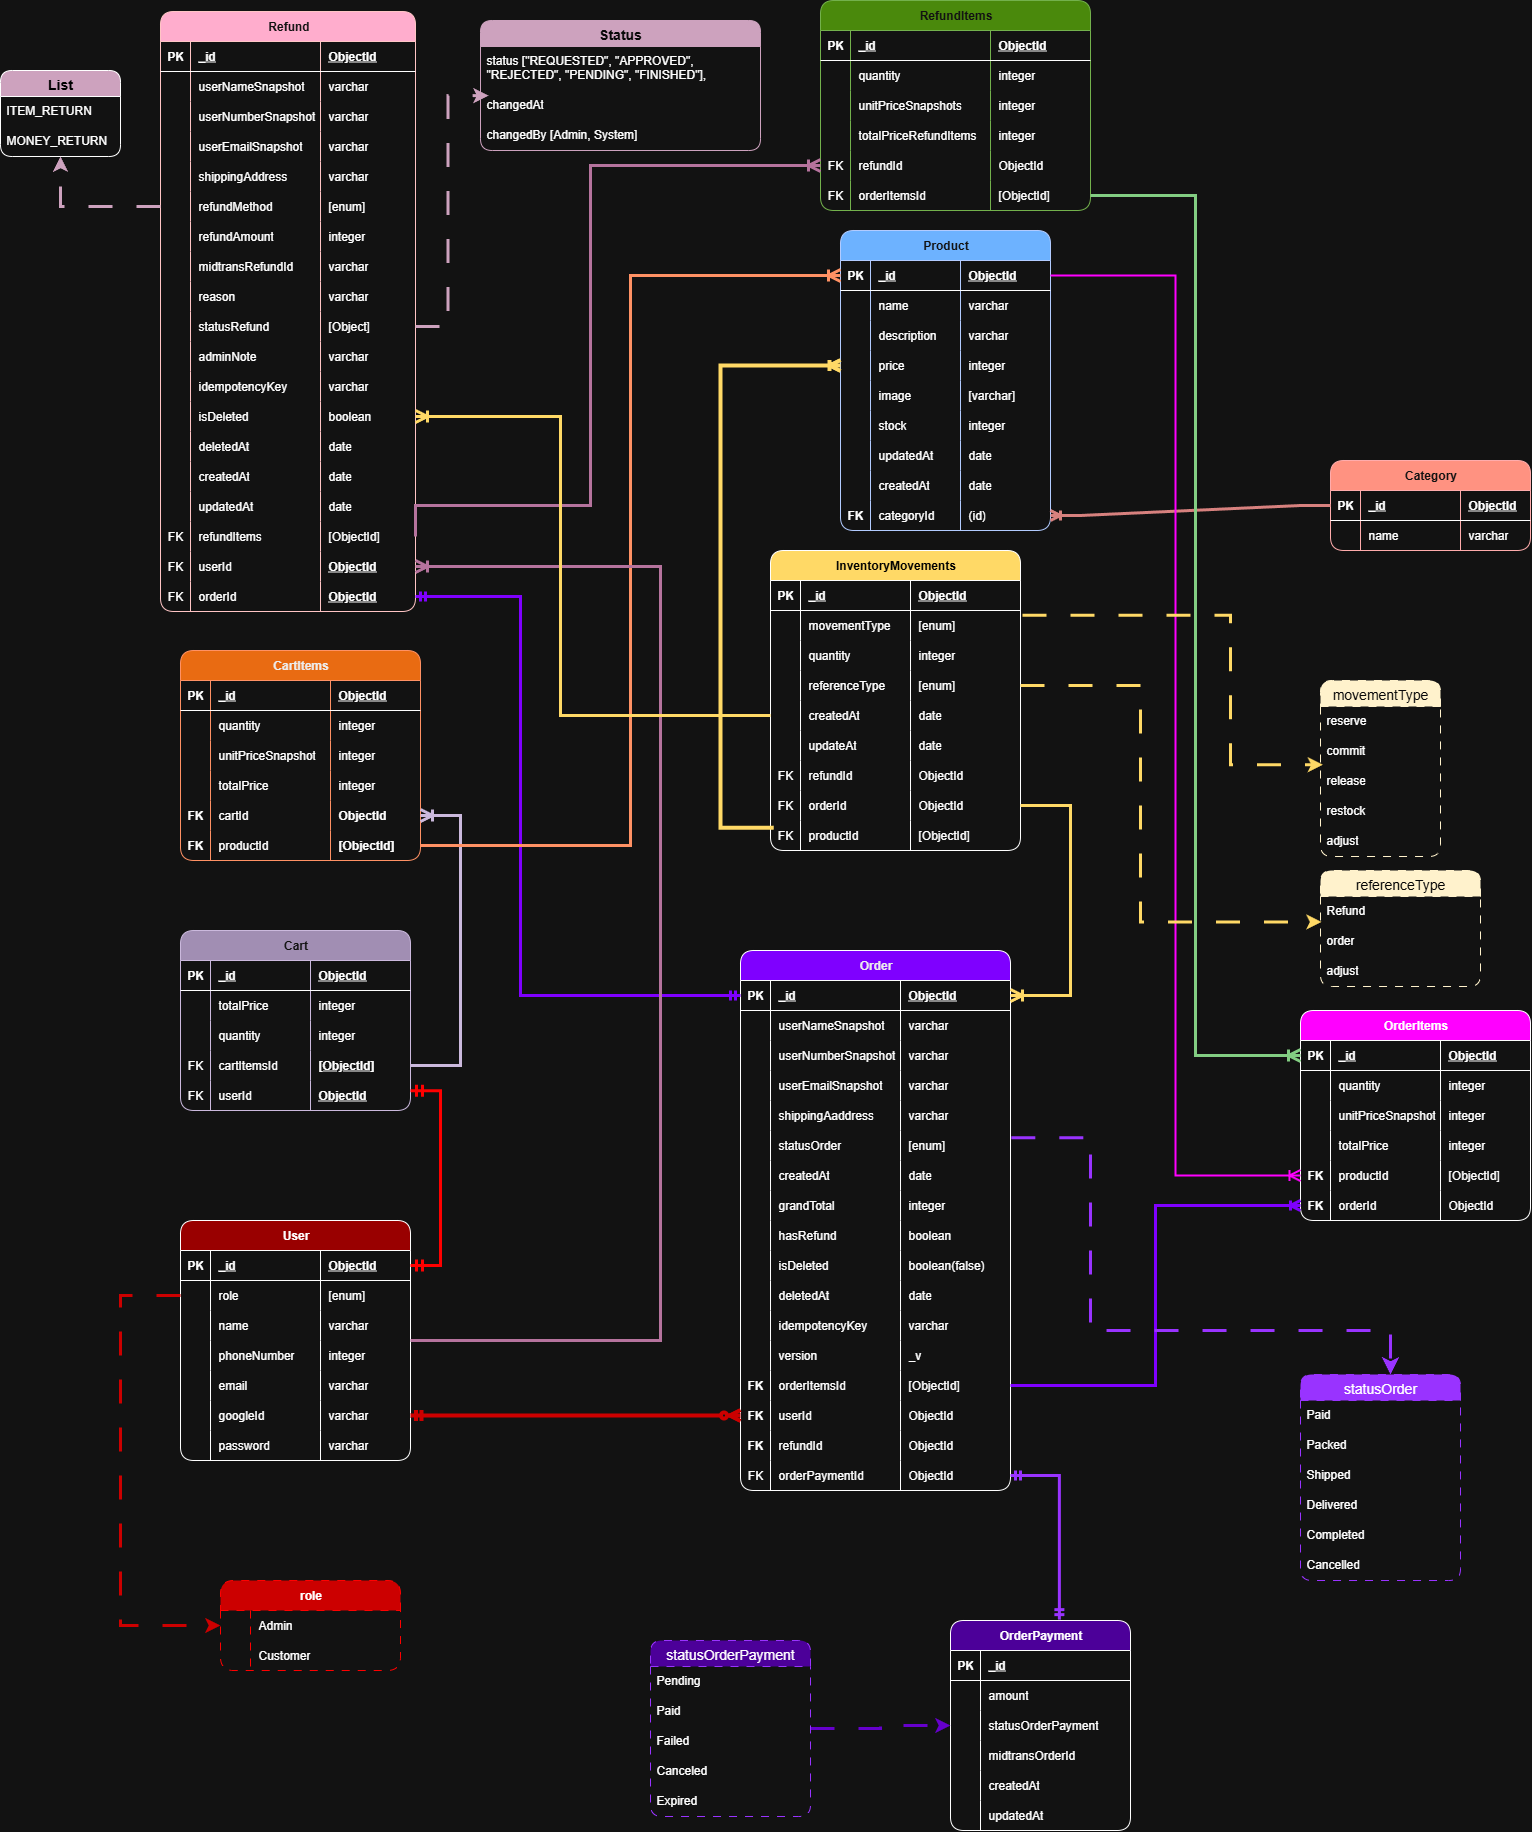 Refund
PK _id ObjectId
userNameSnapshot varchar
userNumberSnapshot varchar
userEmailSnapshot varchar
shippingAddress varchar
refundMethod [enum]
refundAmount integer
midtransRefundId varchar
reason varchar
statusRefund [Object]
adminNote varchar
idempotencyKey varchar
isDeleted boolean
deletedAt date
createdAt date
updatedAt date
FK refundItems [ObjectId]
FK userId ObjectId
FK orderId ObjectId
List
ITEM_RETURN
MONEY_RETURN
Status
status ["REQUESTED", "APPROVED",
"REJECTED", "PENDING", "FINISHED"],
changedAt
changedBy [Admin, System]
RefundItems
PK _id ObjectId
quantity integer
unitPriceSnapshots integer
totalPriceRefundItems integer
FK refundId ObjectId
FK orderItemsId [ObjectId]
Product
PK _id ObjectId
name varchar
description varchar
price integer
image [varchar]
stock integer
updatedAt date
createdAt date
FK categoryId (id)
Category
PK _id ObjectId
name varchar
InventoryMovements
PK _id ObjectId
movementType [enum]
quantity integer
referenceType [enum]
createdAt date
updateAt date
FK refundId ObjectId
FK orderId ObjectId
FK productId [ObjectId]
CartItems
PK _id ObjectId
quantity integer
unitPriceSnapshot integer
totalPrice integer
FK cartId ObjectId
FK productId [ObjectId]
movementType
reserve
commit
release
restock
adjust
referenceType
Refund
order
adjust
Cart
PK _id ObjectId
totalPrice integer
quantity integer
FK cartItemsId [ObjectId]
FK userId ObjectId
Order
PK _id ObjectId
userNameSnapshot varchar
userNumberSnapshot varchar
userEmailSnapshot varchar
shippingAaddress varchar
statusOrder [enum]
createdAt date
grandTotal integer
hasRefund boolean
isDeleted boolean(false)
deletedAt date
idempotencyKey varchar
version _v
FK orderItemsId [ObjectId]
FK userId ObjectId
FK refundId ObjectId
FK orderPaymentId ObjectId
OrderItems
PK _id ObjectId
quantity integer
unitPriceSnapshot integer
totalPrice integer
FK productId [ObjectId]
FK orderId ObjectId
User
PK _id ObjectId
role [enum]
name varchar
phoneNumber integer
email varchar
googleId varchar
password varchar
statusOrder
Paid
Packed
Shipped
Delivered
Completed
Cancelled
role
Admin
Customer
statusOrderPayment
Pending
Paid
Failed
Canceled
Expired
OrderPayment
PK _id
amount
statusOrderPayment
midtransOrderId
createdAt
updatedAt